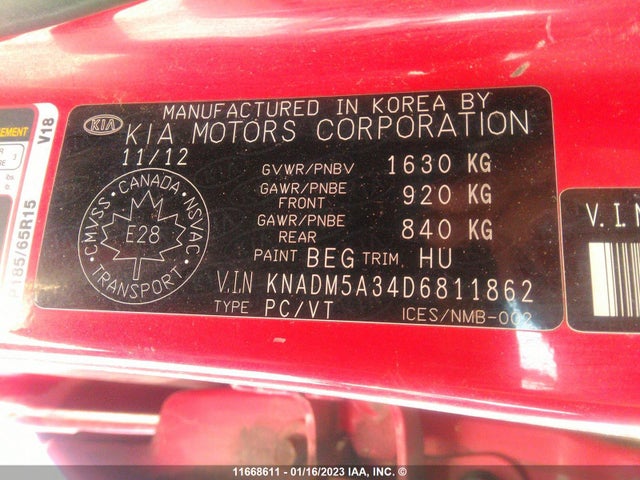 MANUFACTURED IN KOREA BY
KIA KIA MOTORS CORPORATION
11/12
GVWR/PNBV 1630 KG
GAWR/PNBE FRONT 920 KG
GAWR/PNBE REAR 840 KG
PAINT BEG TRIM. HU
V.IN KNADM5A34D6811862
TYPE PC/VT ICES/NMB-002
CMVSS · CANADA · NSVAC · TRANSPORT ·
E28
EMENT
V18
P185/65R15
V.IN
11668611 - 01/16/2023 IAA, INC. ©